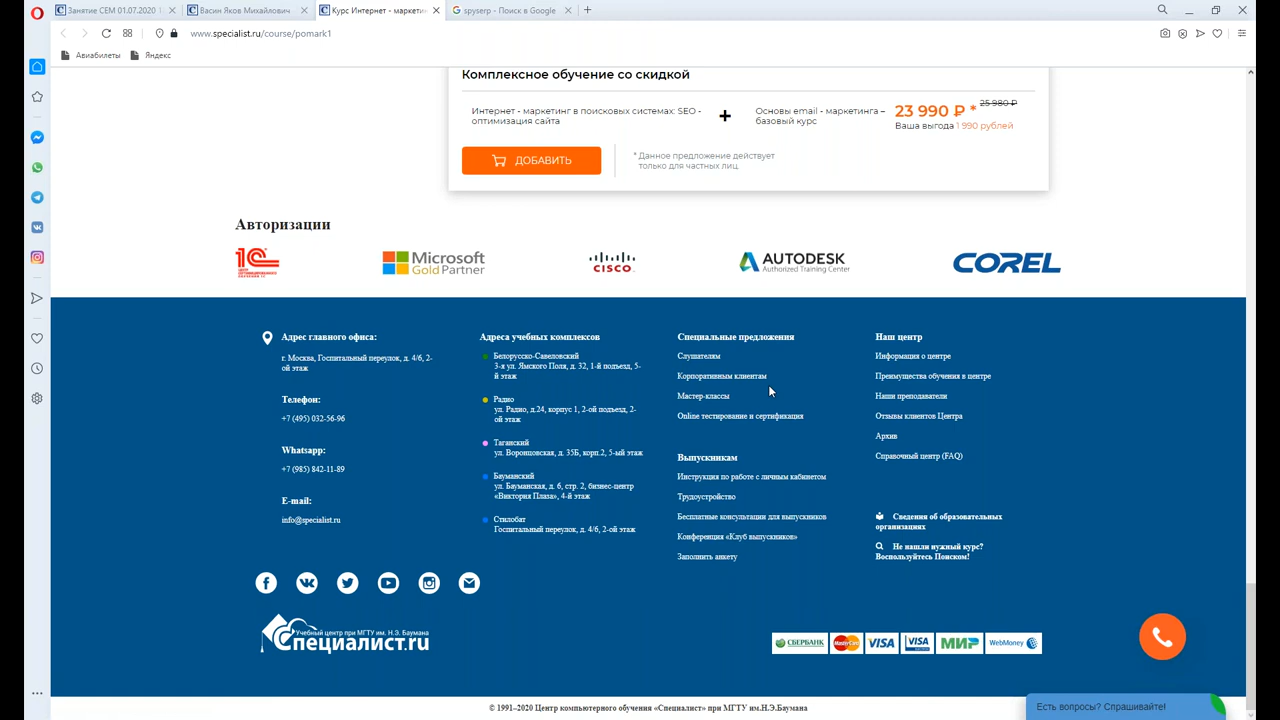 Занятие СЕМ 01.07.2020 1
Васин Яков Михайлович
Курс Интернет - маркетин
spyserp - Поиск в Google
www.specialist.ru/course/pomark1
Авиабилеты
Яндекс
Комплексное обучение со скидкой
Интернет - маркетинг в поисковых системах: SEO -
оптимизация сайта
+
Основы email - маркетинга –
базовый курс
23 990 ₽ *
25 980 ₽
Ваша выгода 1 990 рублей
ДОБАВИТЬ
* Данное предложение действует
только для частных лиц.
Авторизации
1С
Microsoft
Gold Partner
CISCO
AUTODESK
Authorized Training Center
COREL
Адрес главного офиса:
г. Москва, Госпитальный переулок, д. 4/6, 2-
ой этаж
Телефон:
+7 (495) 032-56-96
Whatsapp:
+7 (985) 842-11-89
E-mail:
info@specialist.ru
Адреса учебных комплексов
Белорусско-Савеловский
3-я ул. Ямского Поля, д. 32, 1-й подъезд, 5-
й этаж
Радио
ул. Радио, д.24, корпус 1, 2-ой подъезд, 2-
ой этаж
Таганский
ул. Воронцовская, д. 35Б, корп.2, 5-ый этаж
Бауманский
ул. Бауманская, д. 6, стр. 2, бизнес-центр
«Виктория Плаза», 4-й этаж
Стилобат
Госпитальный переулок, д. 4/6, 2-ой этаж
Специальные предложения
Слушателям
Корпоративным клиентам
Мастер-классы
Online тестирование и сертификация
Выпускникам
Инструкция по работе с личным кабинетом
Трудоустройство
Бесплатные консультации для выпускников
Конференция «Клуб выпускников»
Заполнить анкету
Наш центр
Информация о центре
Преимущества обучения в центре
Наши преподаватели
Отзывы клиентов Центра
Архив
Справочный центр (FAQ)
Сведения об образовательных
организациях
Не нашли нужный курс?
Воспользуйтесь Поиском!
Учебный центр при МГТУ им. Н.Э. Баумана
Специалист.ru
СБЕРБАНК
MasterCard
VISA
VISA
МИР
WebMoney
Есть вопросы? Спрашивайте!
© 1991–2020 Центр компьютерного обучения «Специалист» при МГТУ им.Н.Э.Баумана